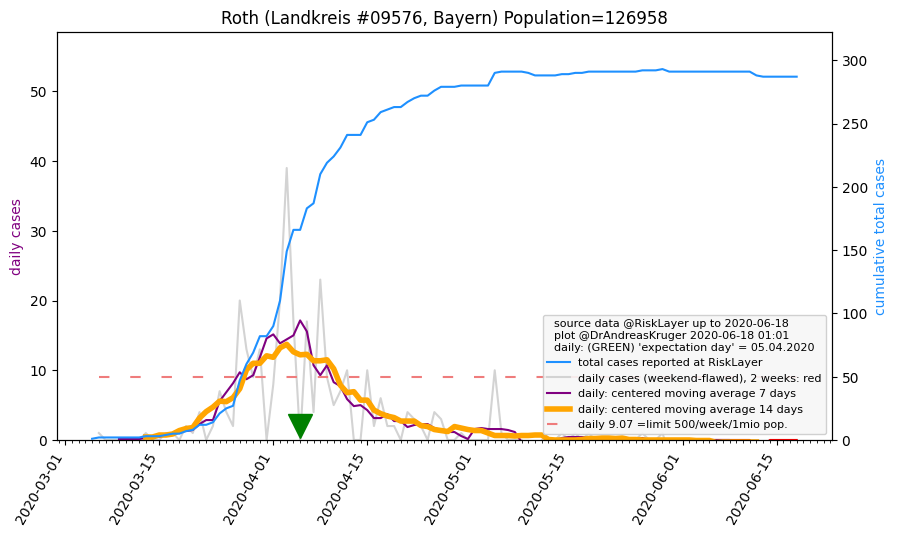 Roth (Landkreis #09576, Bayern) Population=126958
daily cases
50
40
30
20
10
0
300
250
200
150
100
50
0
cumulative total cases
source data @RiskLayer up to 2020-06-18
plot @DrAndreasKruger 2020-06-18 01:01
daily: (GREEN) 'expectation day' = 05.04.2020
total cases reported at RiskLayer
daily cases (weekend-flawed), 2 weeks: red
daily: centered moving average 7 days
daily: centered moving average 14 days
daily 9.07 =limit 500/week/1mio pop.
2020-03-01
2020-03-15
2020-04-01
2020-04-15
2020-05-01
2020-05-15
2020-06-01
2020-06-15